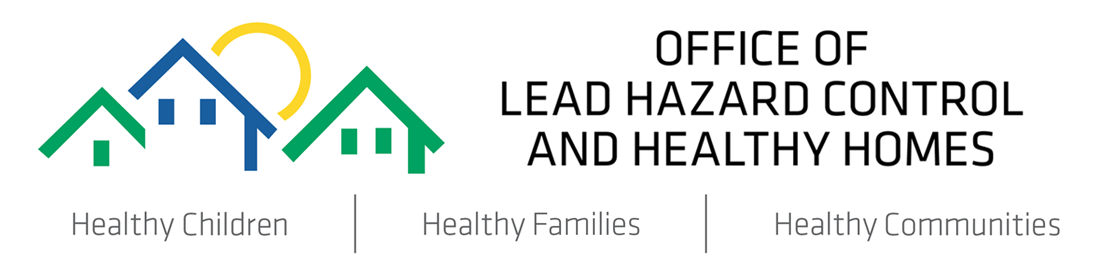 OFFICE OF
LEAD HAZARD CONTROL
AND HEALTHY HOMES
Healthy Children
Healthy Families
Healthy Communities